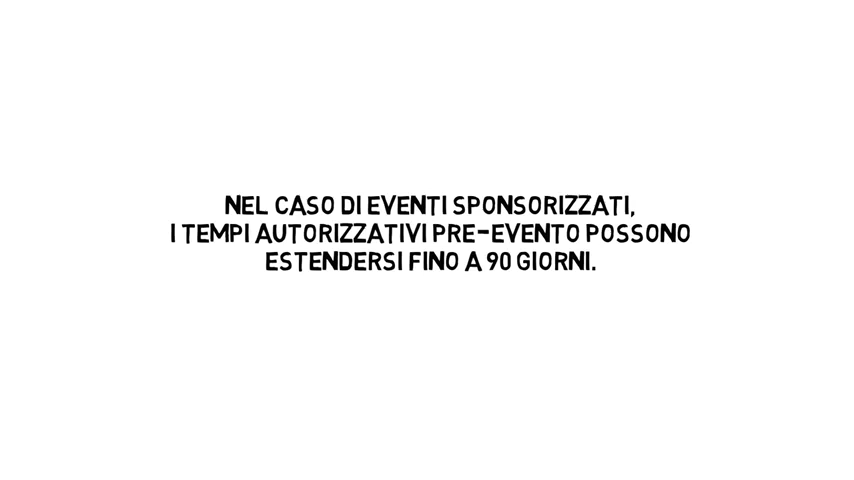 NEL CASO DI EVENTI SPONSORIZZATI,
I TEMPI AUTORIZZATIVI PRE-EVENTO POSSONO
ESTENDERSI FINO A 90 GIORNI.